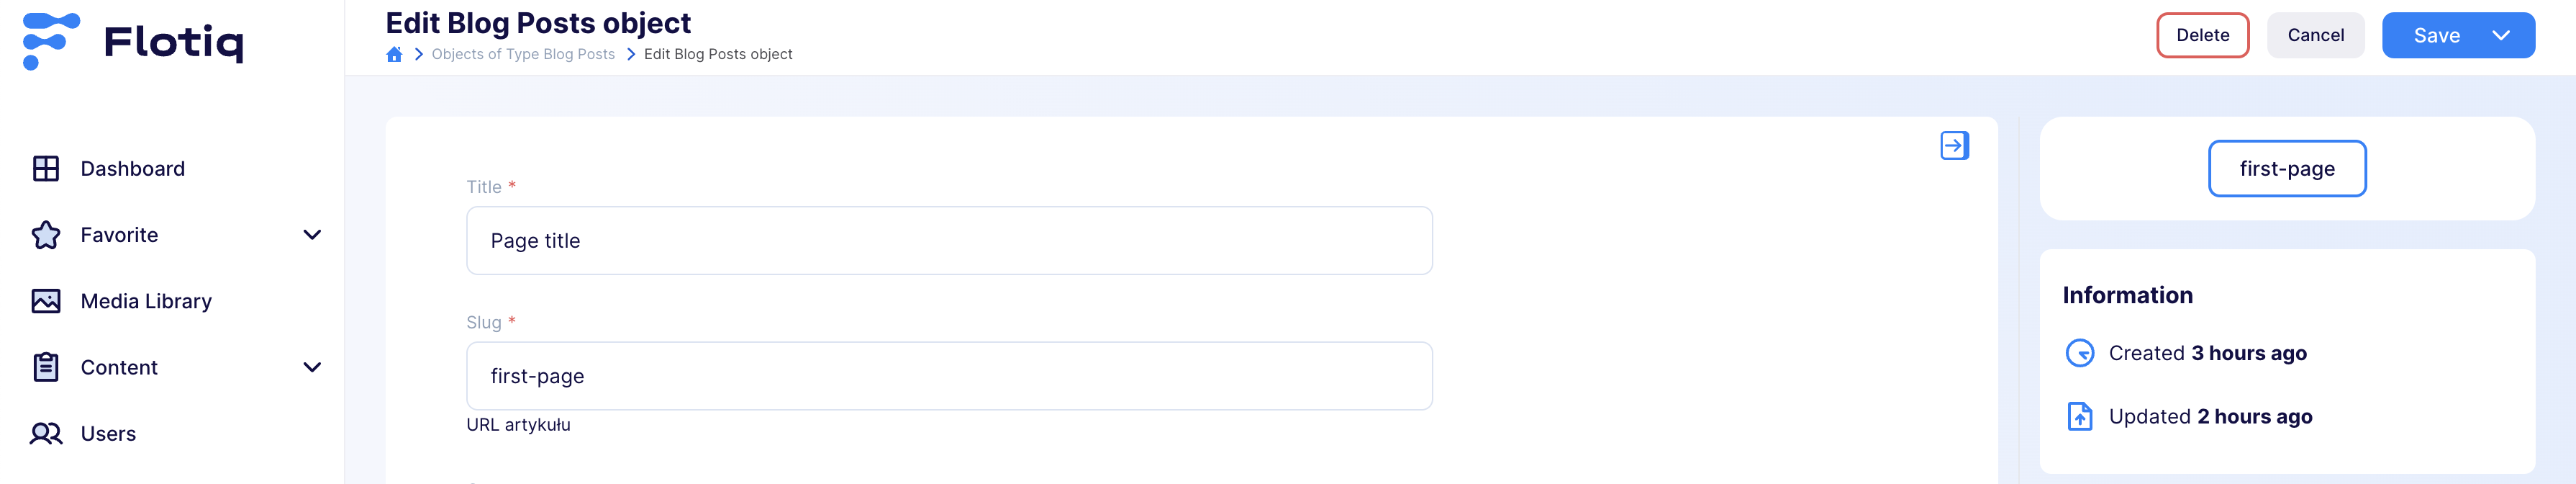 Flotiq
Dashboard
Favorite
Media Library
Content
Users
Edit Blog Posts object
Objects of Type Blog Posts
Edit Blog Posts object
Delete
Cancel
Save
Title *
Page title
Slug *
first-page
URL artykułu
first-page
Information
Created 3 hours ago
Updated 2 hours ago